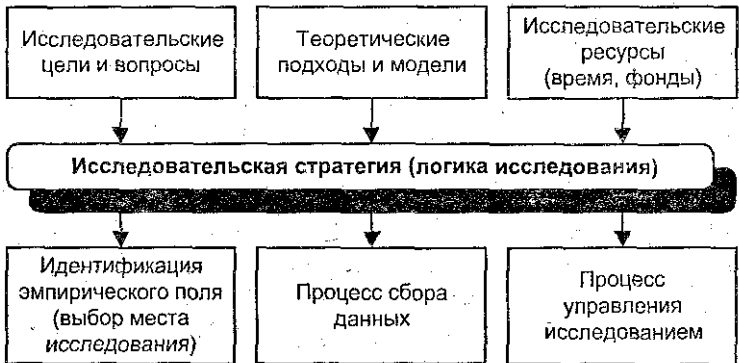 Исследовательские
цели и вопросы
Теоретические
подходы и модели
Исследовательские
ресурсы
(время, фонды)
Исследовательская стратегия (логика исследования)
Идентификация
эмпирического поля
(выбор места
исследования)
Процесс сбора
данных
Процесс
управления
исследованием